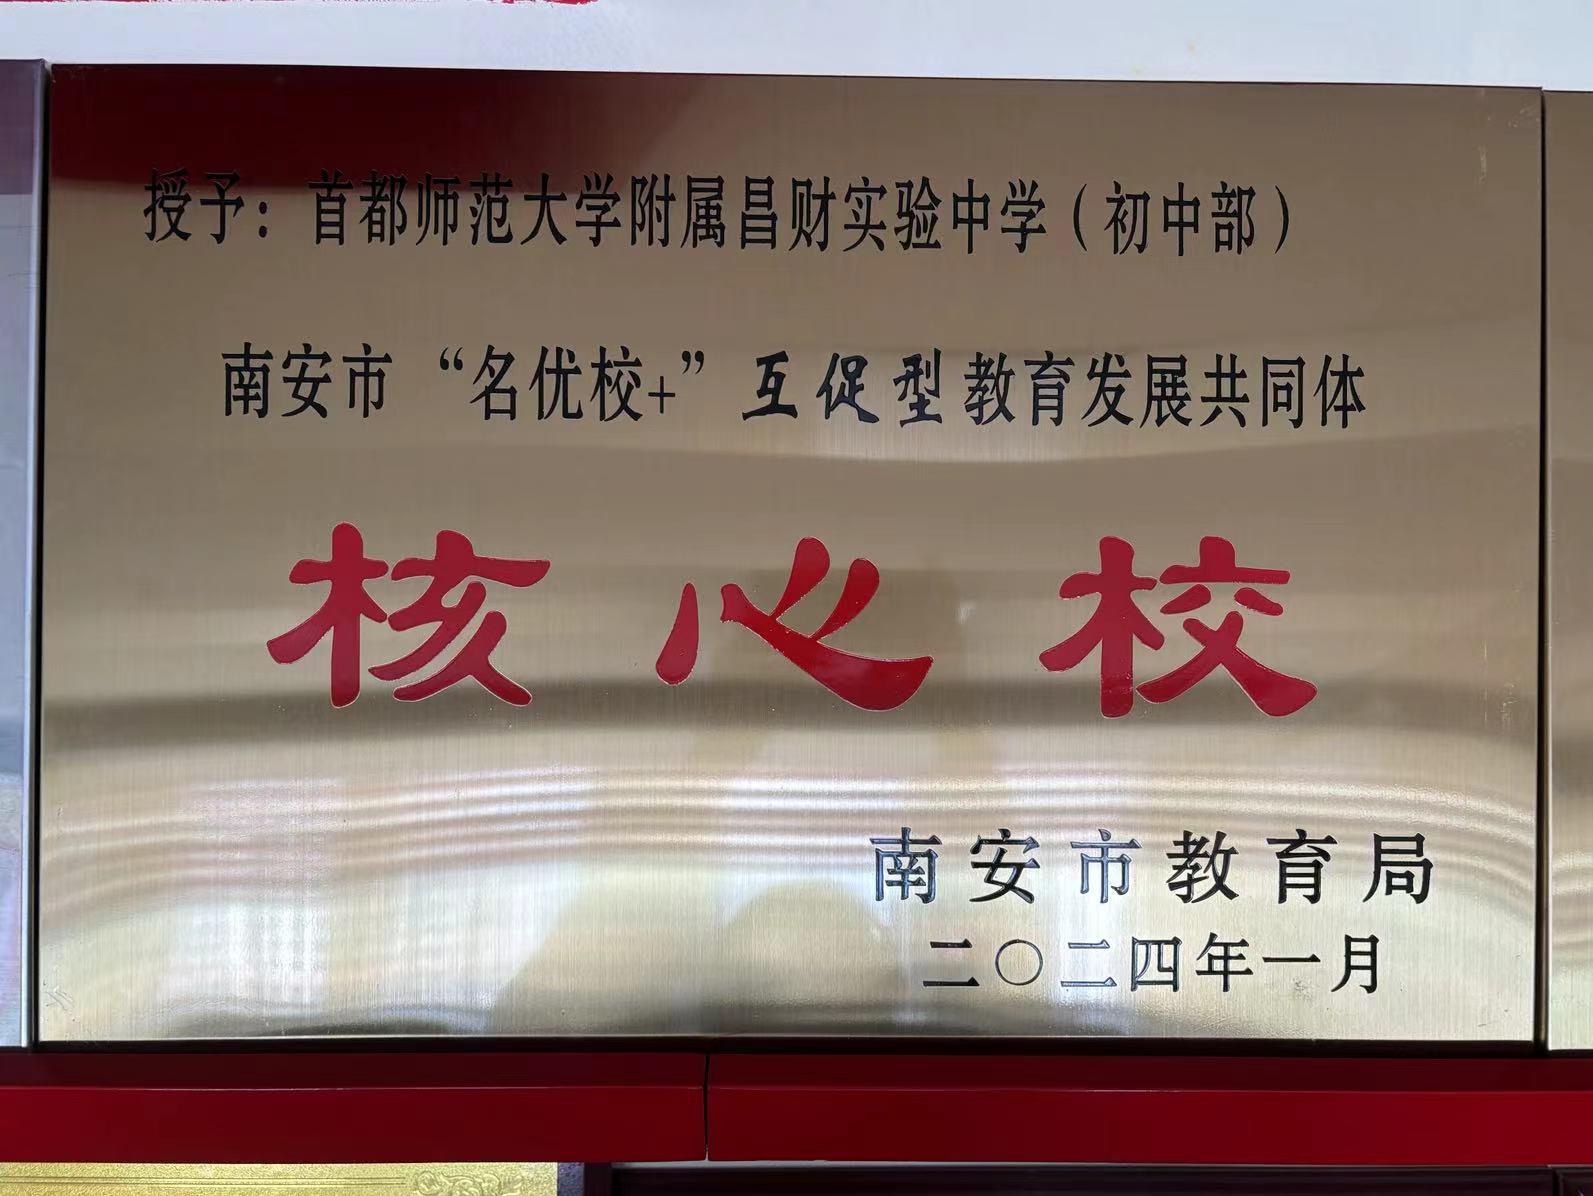 授予：首都师范大学附属昌财实验中学（初中部）
南安市“名优校+”互促型教育发展共同体
核心校
南安市教育局
二〇二四年一月